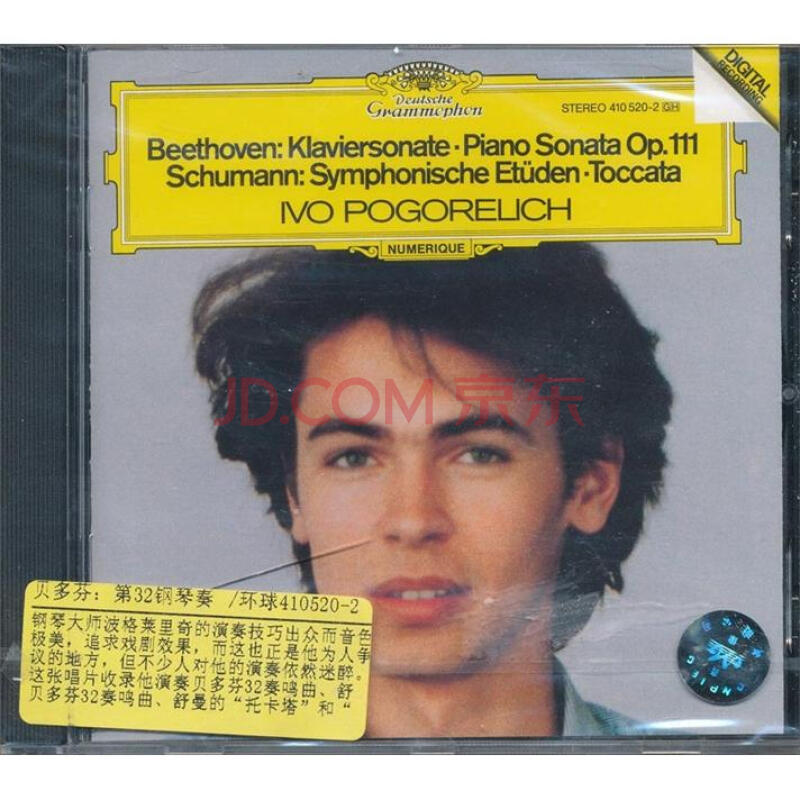 Deutsche
Grammophon
STEREO 410 520-2 GH
DIGITAL
RECORDING
Beethoven: Klaviersonate · Piano Sonata Op. 111
Schumann: Symphonische Etüden · Toccata
IVO POGORELICH
NUMERIQUE
JD.COM 京东
贝多芬: 第32钢琴奏 /环球410520-2
钢琴大师波格莱里奇的演奏技巧出众而音色
极美，追求戏剧效果，而这也正是他为人争
议的地方，但不少人对他的演奏依然迷醉。
这张唱片收录他演奏贝多芬32奏鸣曲、舒
贝多芬32奏鸣曲、舒曼的“托卡塔”和“